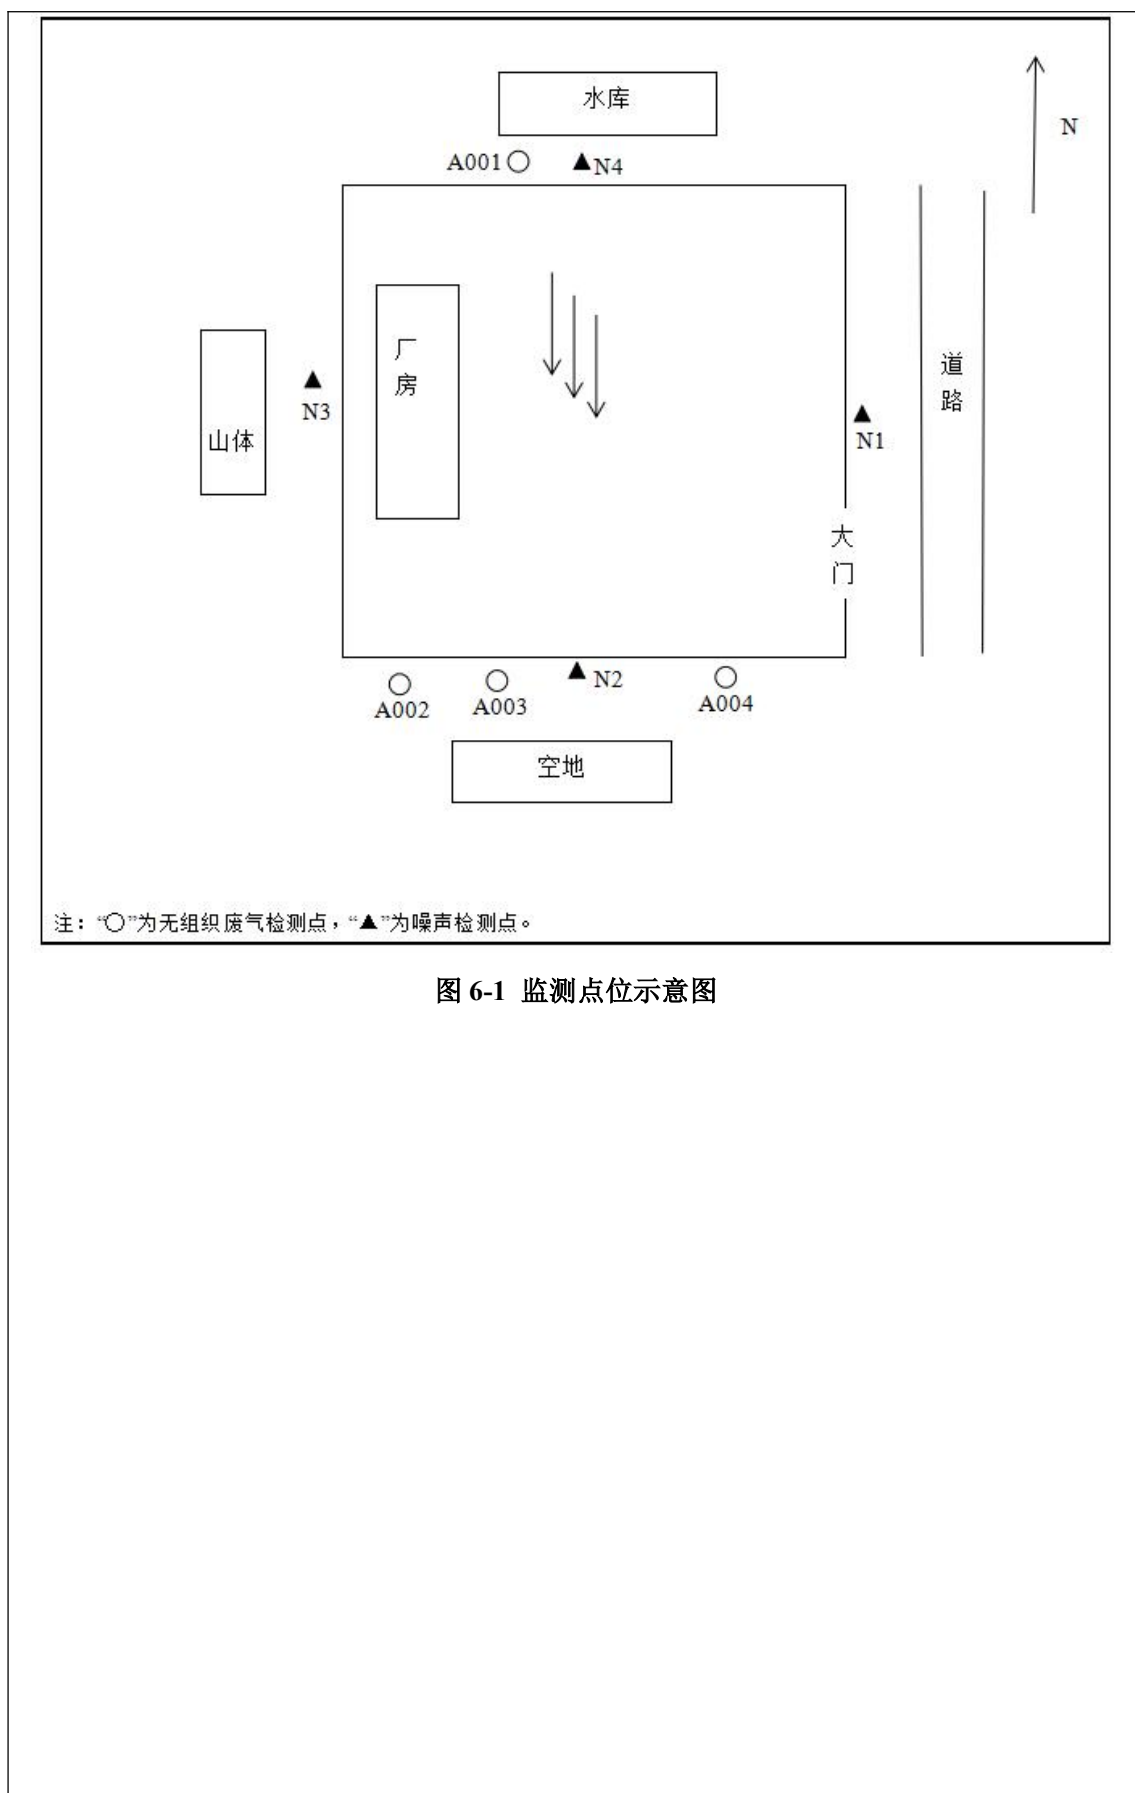 水库
N
A001
N4
厂
房
道
路
N3
N1
山体
大
门
N2
A002
A003
A004
空地
注：“○”为无组织废气检测点，“▲”为噪声检测点。
图 6-1 监测点位示意图